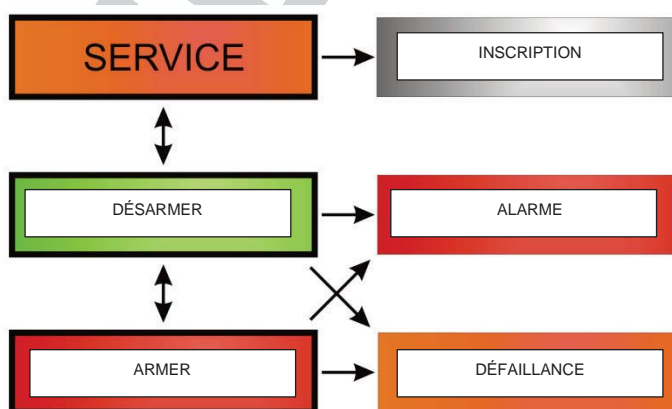 SERVICE
INSCRIPTION
DÉSARMER
ALARME
ARMER
DÉFAILLANCE